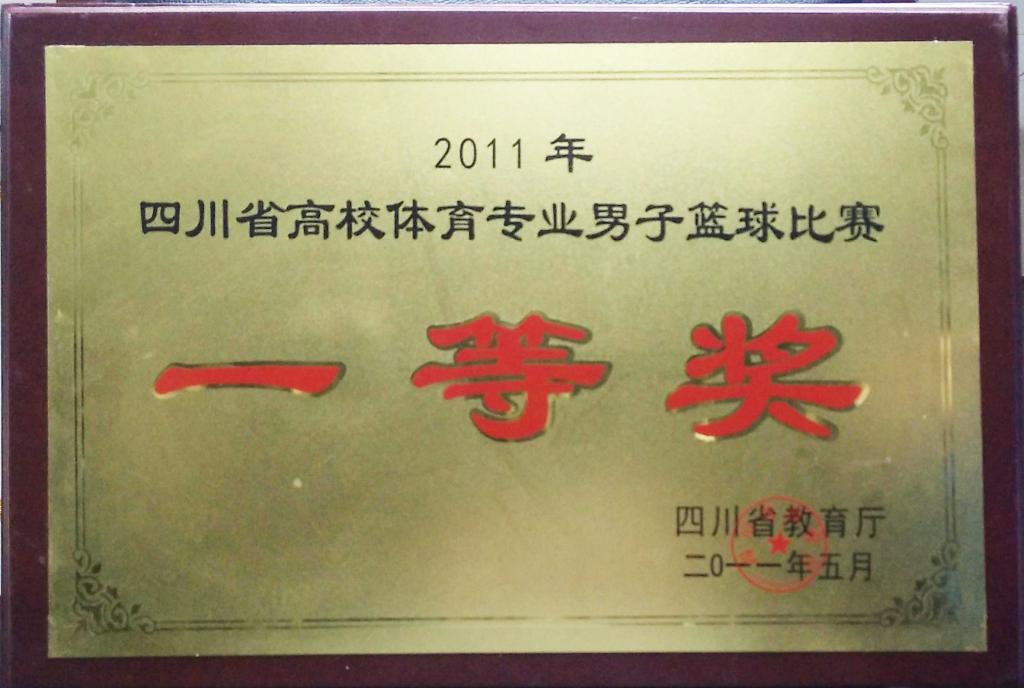 2011 年
四川省高校体育专业男子篮球比赛
一等奖
四川省教育厅
二0一一年五月